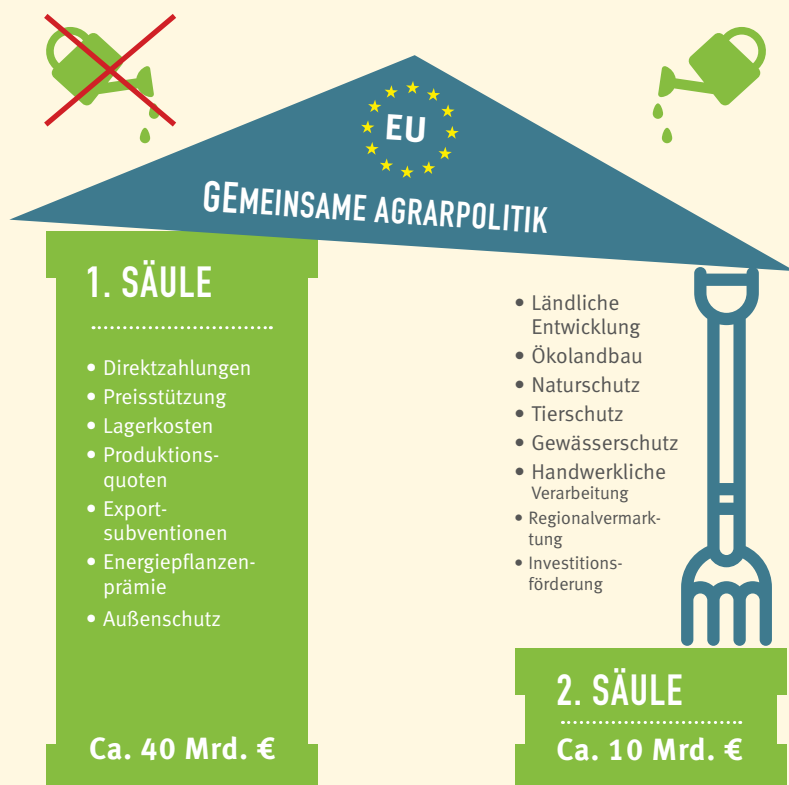 EU
GEMEINSAME AGRARPOLITIK
1. SÄULE
• Direktzahlungen
• Preisstützung
• Lagerkosten
• Produktions-
quoten
• Export-
subventionen
• Energiepflanzen-
prämie
• Außenschutz
Ca. 40 Mrd. €
• Ländliche
Entwicklung
• Ökolandbau
• Naturschutz
• Tierschutz
• Gewässerschutz
• Handwerkliche
Verarbeitung
• Regionalvermark-
tung
• Investitions-
förderung
2. SÄULE
Ca. 10 Mrd. €